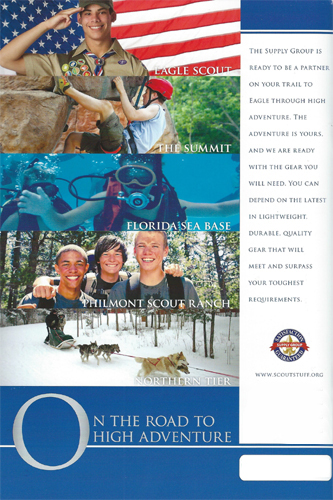 EAGLE SCOUT
THE SUMMIT
FLORIDA SEA BASE
PHILMONT SCOUT RANCH
NORTHERN TIER
ON THE ROAD TO
HIGH ADVENTURE
THE SUPPLY GROUP IS
READY TO BE A PARTNER
ON YOUR TRAIL TO
EAGLE THROUGH HIGH
ADVENTURE. THE
ADVENTURE IS YOURS,
AND WE ARE READY
WITH THE GEAR YOU
WILL NEED. YOU CAN
DEPEND ON THE LATEST
IN LIGHTWEIGHT,
DURABLE, QUALITY
GEAR THAT WILL
MEET AND SURPASS
YOUR TOUGHEST
REQUIREMENTS.
SATISFACTION
SUPPLY GROUP
GUARANTEED
WWW.SCOUTSTUFF.ORG